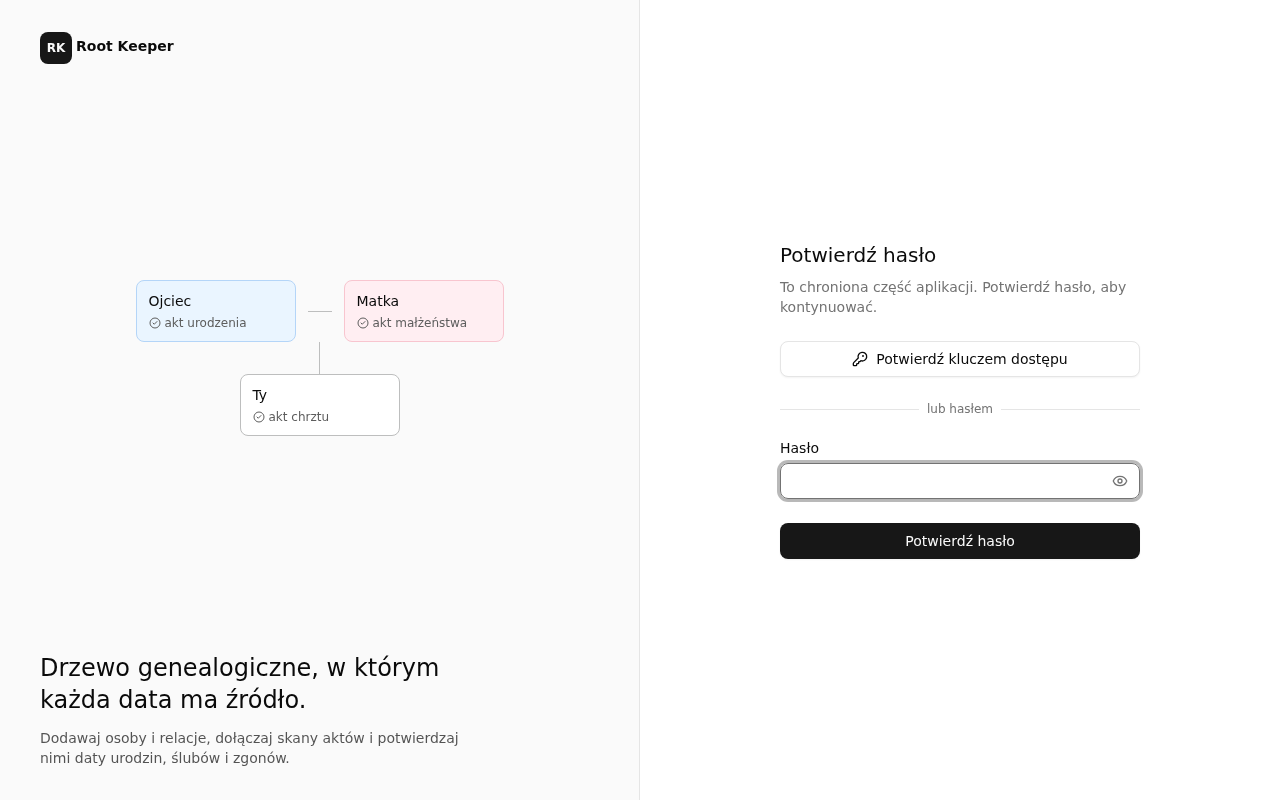 RK Root Keeper
Ojciec
akt urodzenia
Matka
akt małżeństwa
Ty
akt chrztu
Drzewo genealogiczne, w którym
każda data ma źródło.
Dodawaj osoby i relacje, dołączaj skany aktów i potwierdzaj
nimi daty urodzin, ślubów i zgonów.
Potwierdź hasło
To chroniona część aplikacji. Potwierdź hasło, aby
kontynuować.
Potwierdź kluczem dostępu
lub hasłem
Hasło
Potwierdź hasło